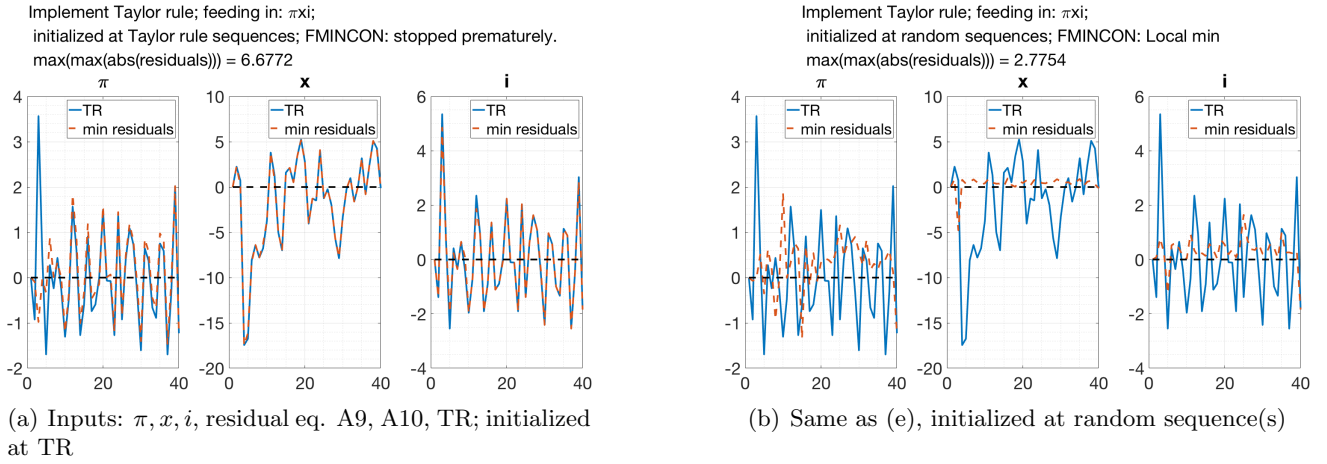 Implement Taylor rule; feeding in: πxi;
initialized at Taylor rule sequences; FMINCON: stopped prematurely.
max(max(abs(residuals))) = 6.6772
π
x
i
TR
min residuals
TR
min residuals
TR
min residuals
4
3
2
1
0
-1
-2
10
5
0
-5
-10
-15
-20
6
4
2
0
-2
-4
0
20
40
0
20
40
0
20
40
(a) Inputs: π, x, i, residual eq. A9, A10, TR; initialized
at TR
Implement Taylor rule; feeding in: πxi;
initialized at random sequences; FMINCON: Local min
max(max(abs(residuals))) = 2.7754
π
x
i
TR
min residuals
TR
min residuals
TR
min residuals
4
3
2
1
0
-1
-2
10
5
0
-5
-10
-15
-20
6
4
2
0
-2
-4
0
20
40
0
20
40
0
20
40
(b) Same as (e), initialized at random sequence(s)